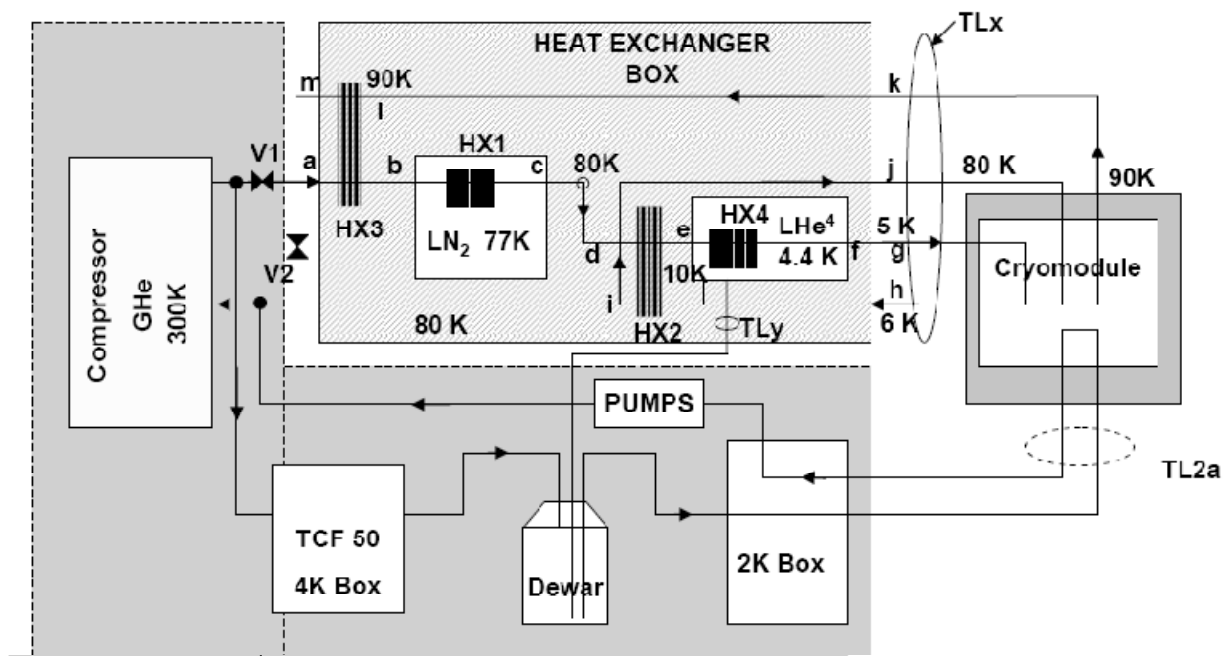 TLx
HEAT EXCHANGER
BOX
m
90K
l
k
V1
a
b
HX1
c
80K
j
80 K
90K
HX3
LN₂ 77K
d
HX2
e
HX4
LHe⁴
4.4 K
f
5 K
g
Cryomodule
Compressor
GHe
300K
V2
i
10K
h
6 K
80 K
TLy
PUMPS
TL2a
TCF 50
4K Box
Dewar
2K Box